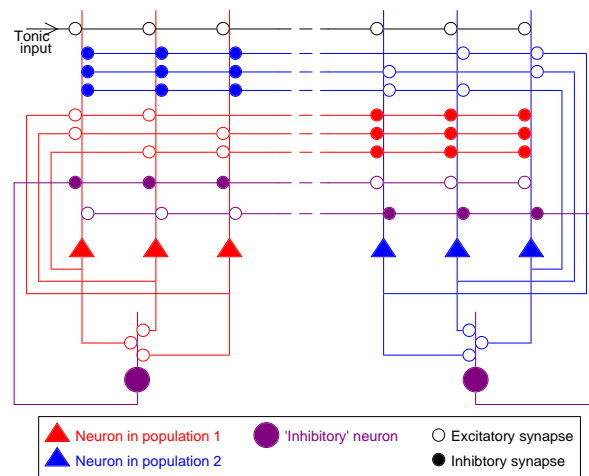 Tonic
input
Neuron in population 1
'Inhibitory' neuron
Excitatory synapse
Neuron in population 2
Inhibtory synapse